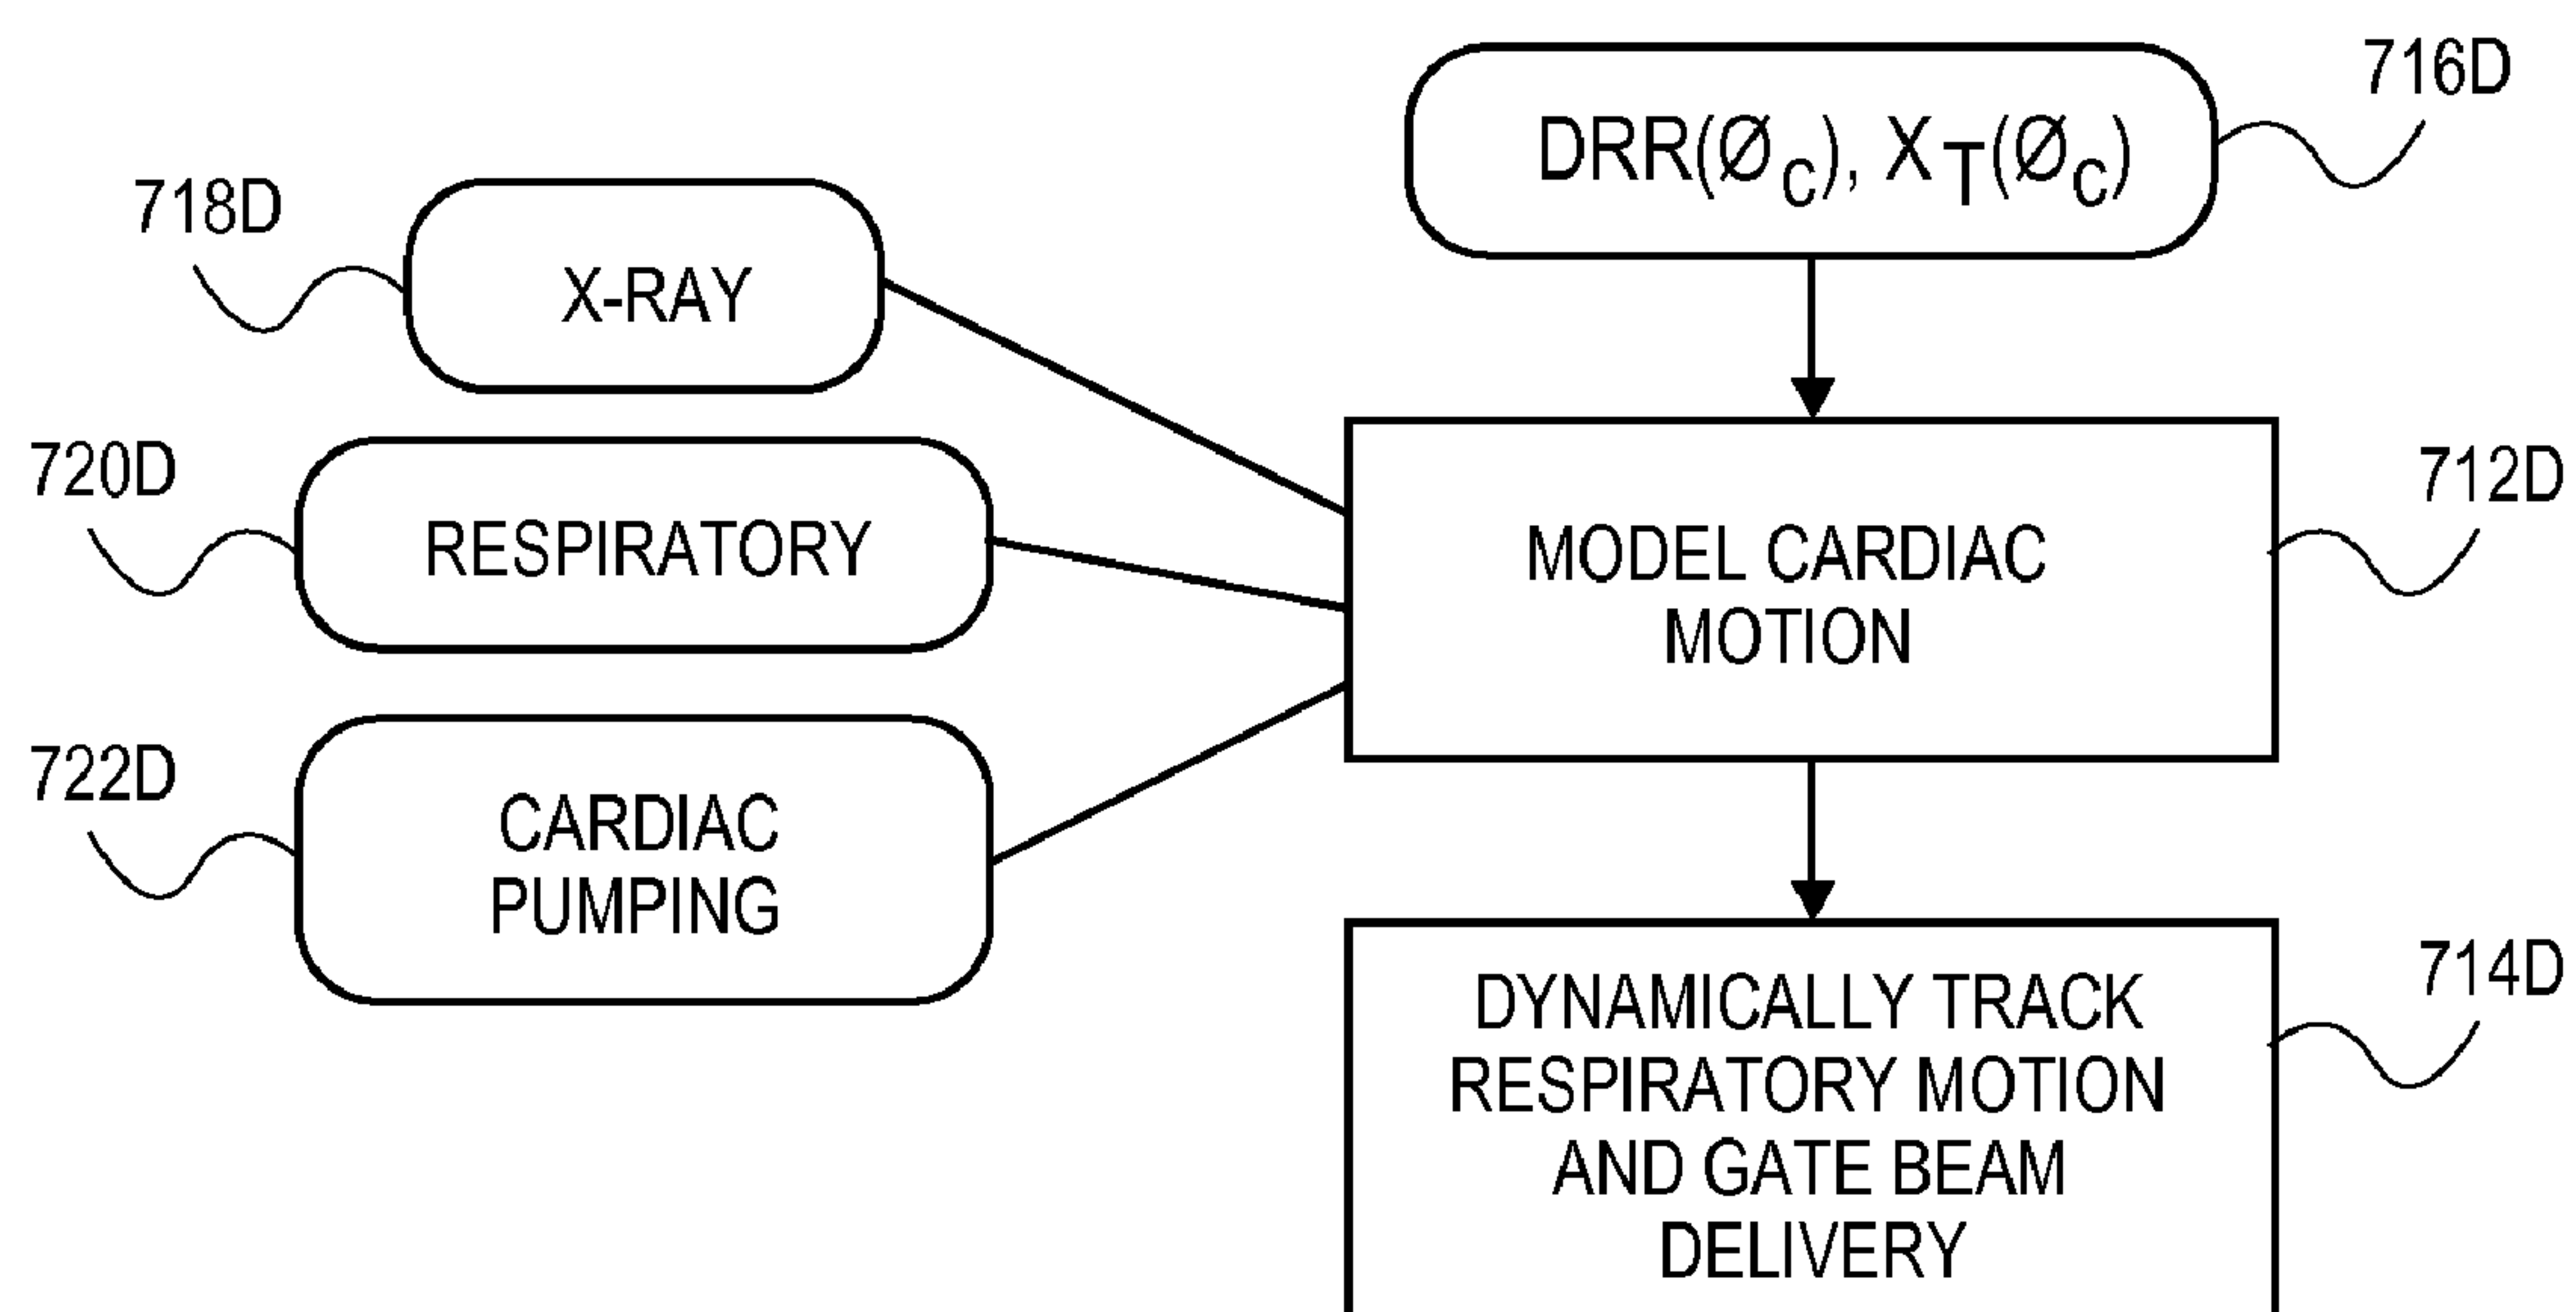 716D
DRR(Ø_C), X_T(Ø_C)
718D
X-RAY
720D
RESPIRATORY
712D
MODEL CARDIAC
MOTION
722D
CARDIAC
PUMPING
714D
DYNAMICALLY TRACK
RESPIRATORY MOTION
AND GATE BEAM
DELIVERY